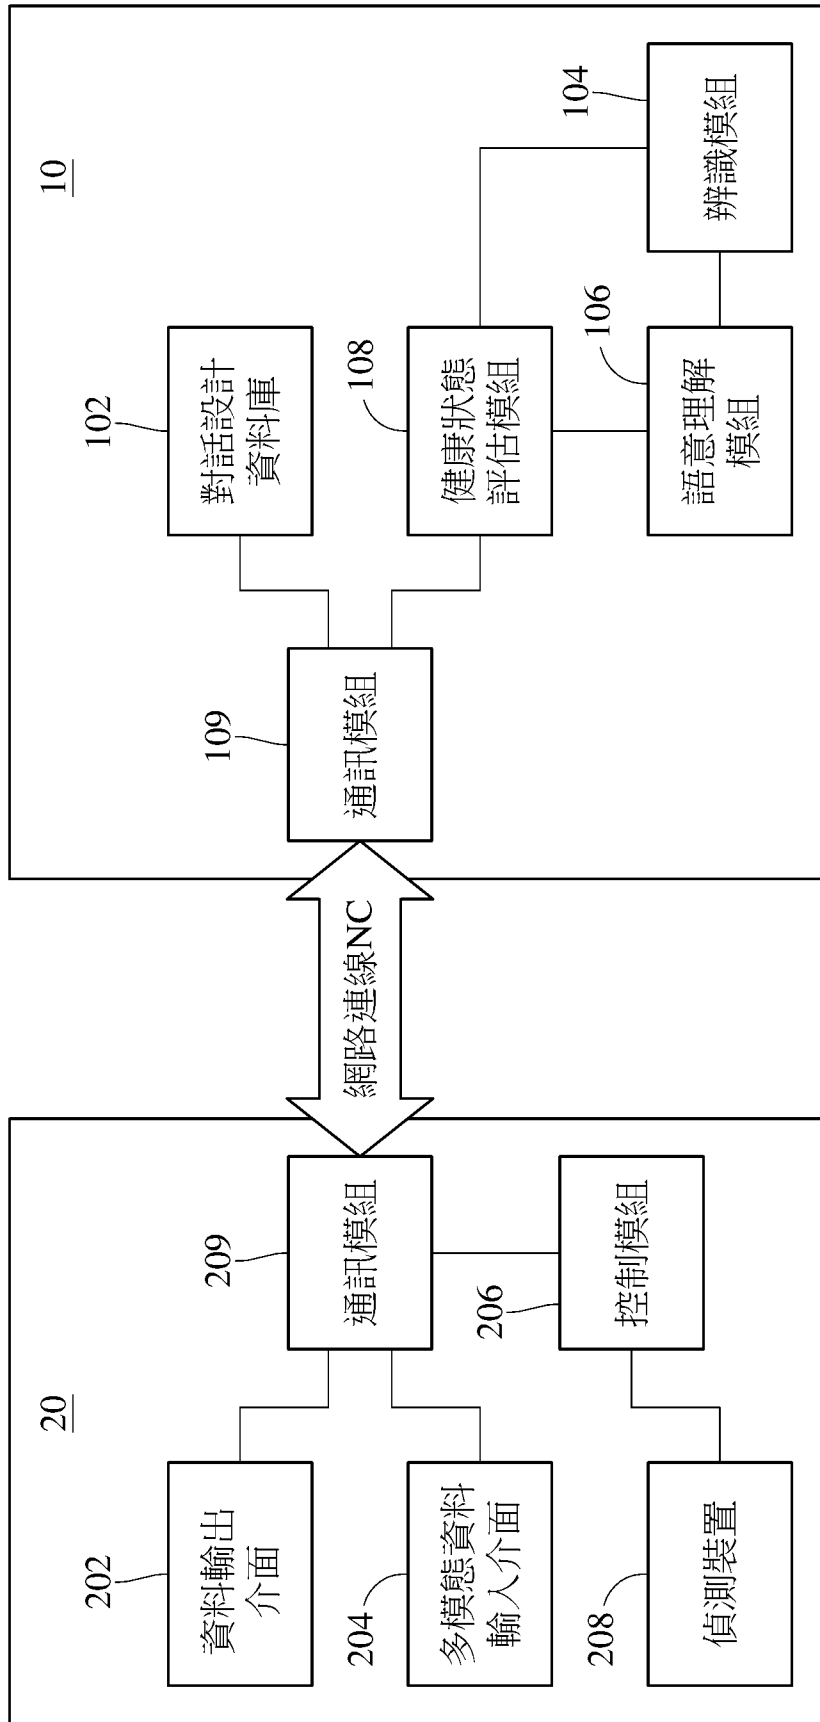 20
202
資料輸出
介面
204
多模態資料
輸入介面
208
偵測裝置
209
通訊模組
206
控制模組
網路連線NC
10
109
通訊模組
102
對話設計
資料庫
108
健康狀態
評估模組
106
語意理解
模組
104
辨識模組